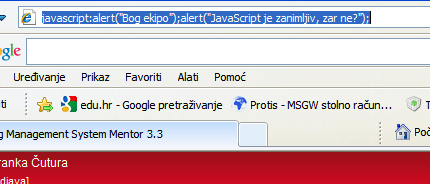 javascript:alert("Bog ekipo");alert("JavaScript je zanimljiv, zar ne?");
Google
Uređivanje Prikaz Favoriti Alati Pomoć
edu.hr - Google pretraživanje Protis - MSGW stolno račun...
g Management System Mentor 3.3
ranka Čutura